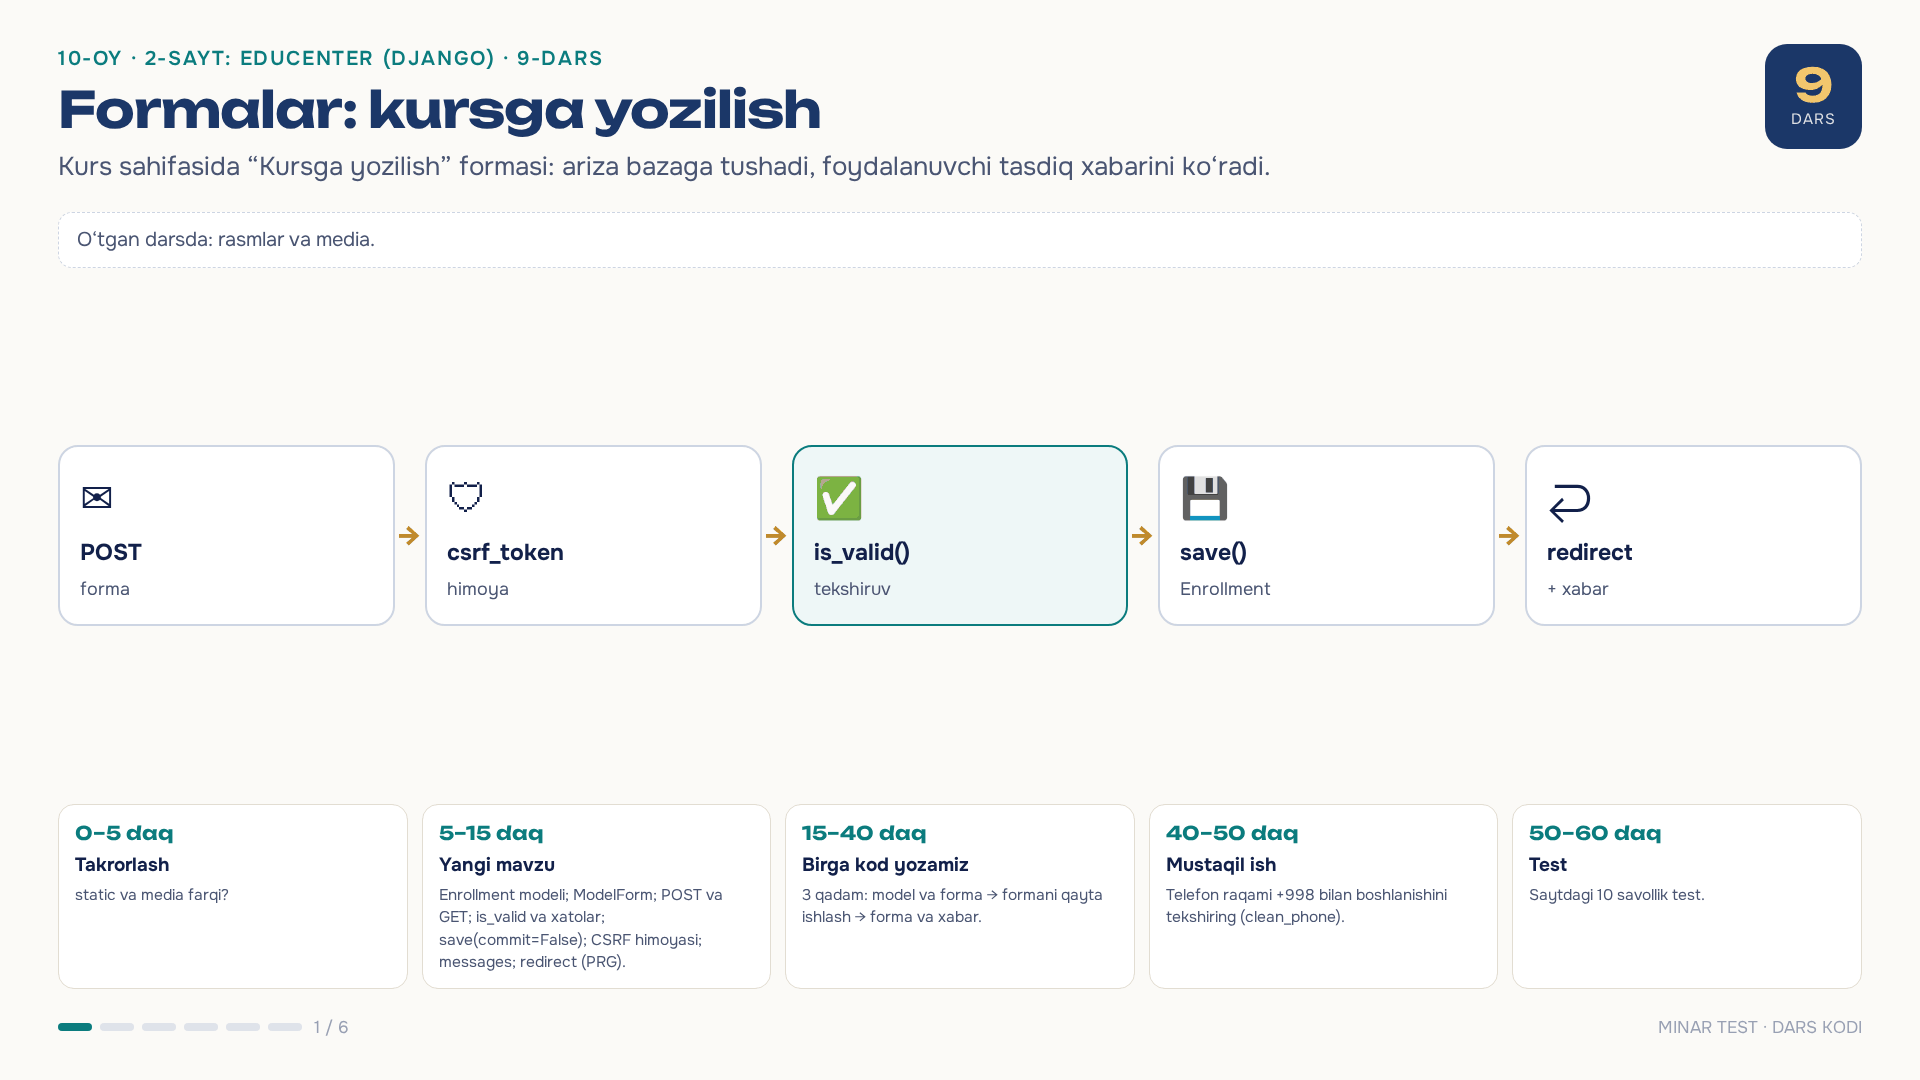 10-OY · 2-SAYT: EDUCENTER (DJANGO) · 9-DARS
Formalar: kursga yozilish
Kurs sahifasida “Kursga yozilish” formasi: ariza bazaga tushadi, foydalanuvchi tasdiq xabarini ko‘radi.
9
DARS
O‘tgan darsda: rasmlar va media.
POST
forma
csrf_token
himoya
is_valid()
tekshiruv
save()
Enrollment
redirect
+ xabar
0–5 daq
Takrorlash
static va media farqi?
5–15 daq
Yangi mavzu
Enrollment modeli; ModelForm; POST va
GET; is_valid va xatolar;
save(commit=False); CSRF himoyasi;
messages; redirect (PRG).
15–40 daq
Birga kod yozamiz
3 qadam: model va forma → formani qayta
ishlash → forma va xabar.
40–50 daq
Mustaqil ish
Telefon raqami +998 bilan boshlanishini
tekshiring (clean_phone).
50–60 daq
Test
Saytdagi 10 savollik test.
1 / 6
MINAR TEST · DARS KODI